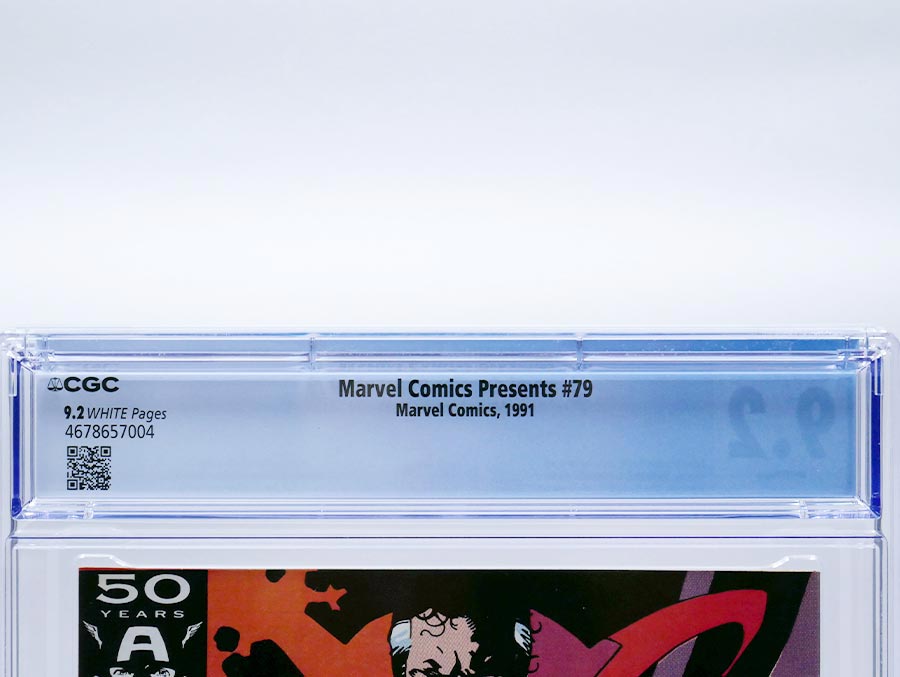 CGC
Marvel Comics Presents #79
Marvel Comics, 1991
9.2 WHITE Pages
4678657004
9.2
50
YEARS
A